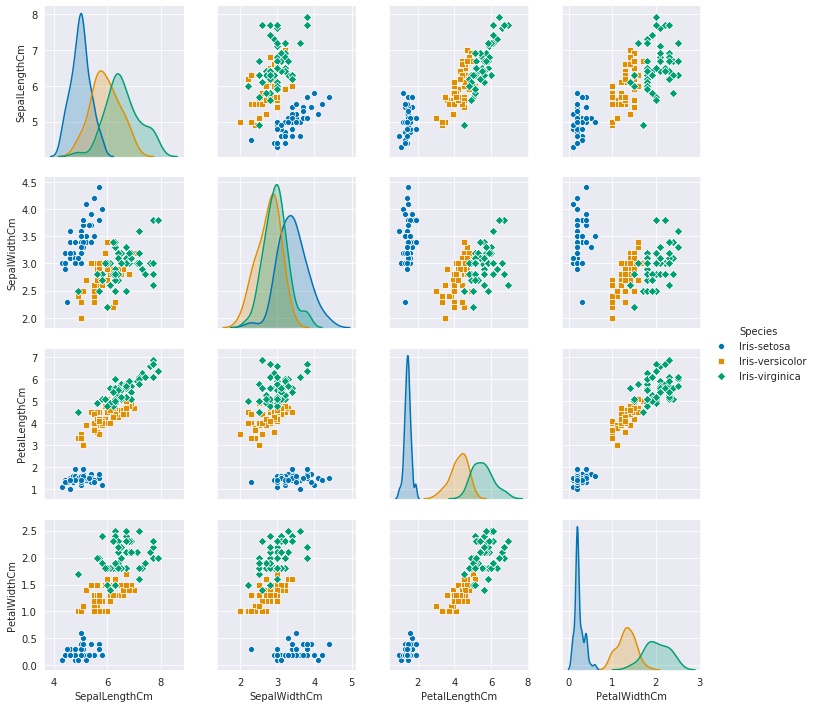 8
7
6
5
SepalLengthCm
4.5
4.0
3.5
3.0
2.5
2.0
SepalWidthCm
Species
Iris-setosa
Iris-versicolor
Iris-virginica
7
6
5
4
3
2
1
PetalLengthCm
2.5
2.0
1.5
1.0
0.5
0.0
PetalWidthCm
4 6 8 2 3 4 5 2 4 6 8 0 1 2 3
SepalLengthCm SepalWidthCm PetalLengthCm PetalWidthCm